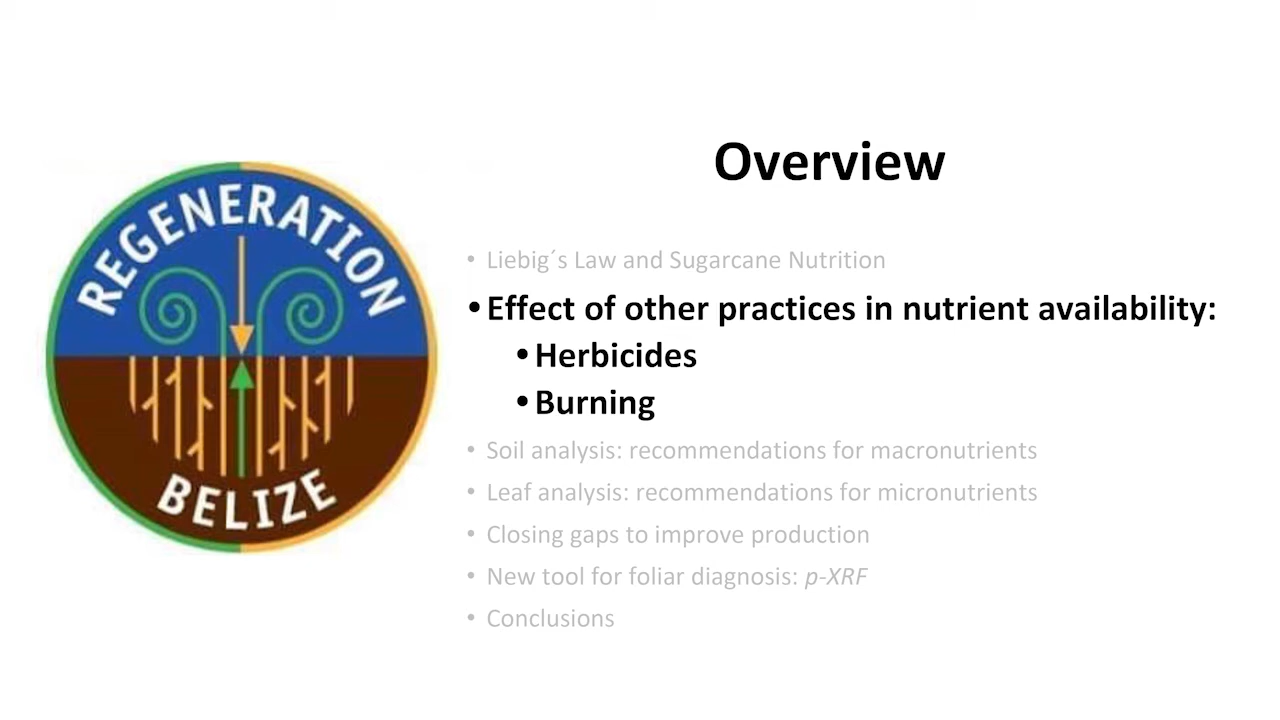 REGENERATION
BELIZE
Overview
• Liebig´s Law and Sugarcane Nutrition
• Effect of other practices in nutrient availability:
• Herbicides
• Burning
• Soil analysis: recommendations for macronutrients
• Leaf analysis: recommendations for micronutrients
• Closing gaps to improve production
• New tool for foliar diagnosis: p-XRF
• Conclusions